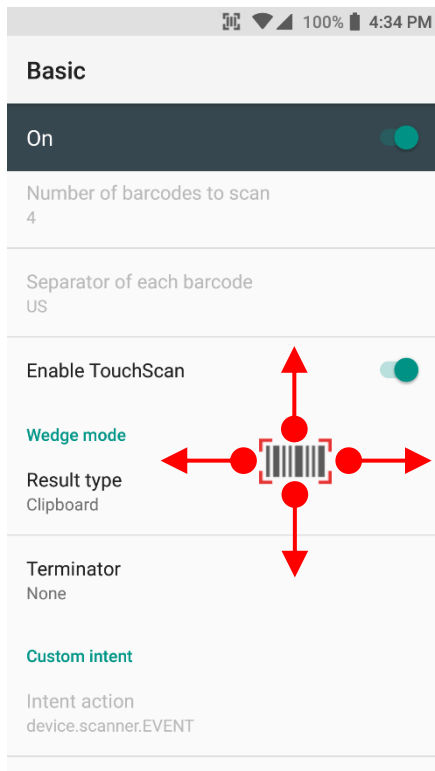 100% 4:34 PM
Basic
On
Number of barcodes to scan
4
Separator of each barcode
US
Enable TouchScan
Wedge mode
Result type
Clipboard
Terminator
None
Custom intent
Intent action
device.scanner.EVENT